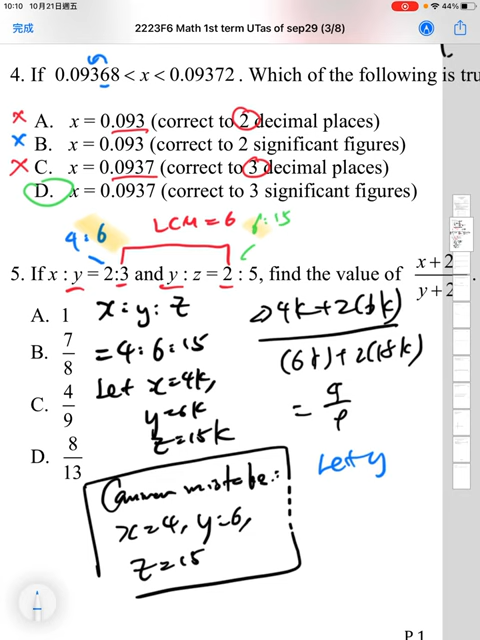 10:10 10月21日週五
44%
完成
2223F6 Math 1st term UTas of sep29 (3/8)
4. If 0.09368 < x < 0.09372. Which of the following is tru
A. x = 0.093 (correct to 2 decimal places)
B. x = 0.093 (correct to 2 significant figures)
C. x = 0.0937 (correct to 3 decimal places)
D. x = 0.0937 (correct to 3 significant figures)
LCM = 6
4:6
6:15
5. If x : y = 2:3 and y : z = 2 : 5, find the value of x+2 / y+2 .
A. 1
B. 7/8
C. 4/9
D. 8/13
x:y:z
= 4:6:15
Let x=4k,
y=6k
z=15k
⇒ 4k+2(6k)
(6k)+2(15k)
= 4/9
Let y
Common mistake:
x=4, y=6,
z=15
P.1